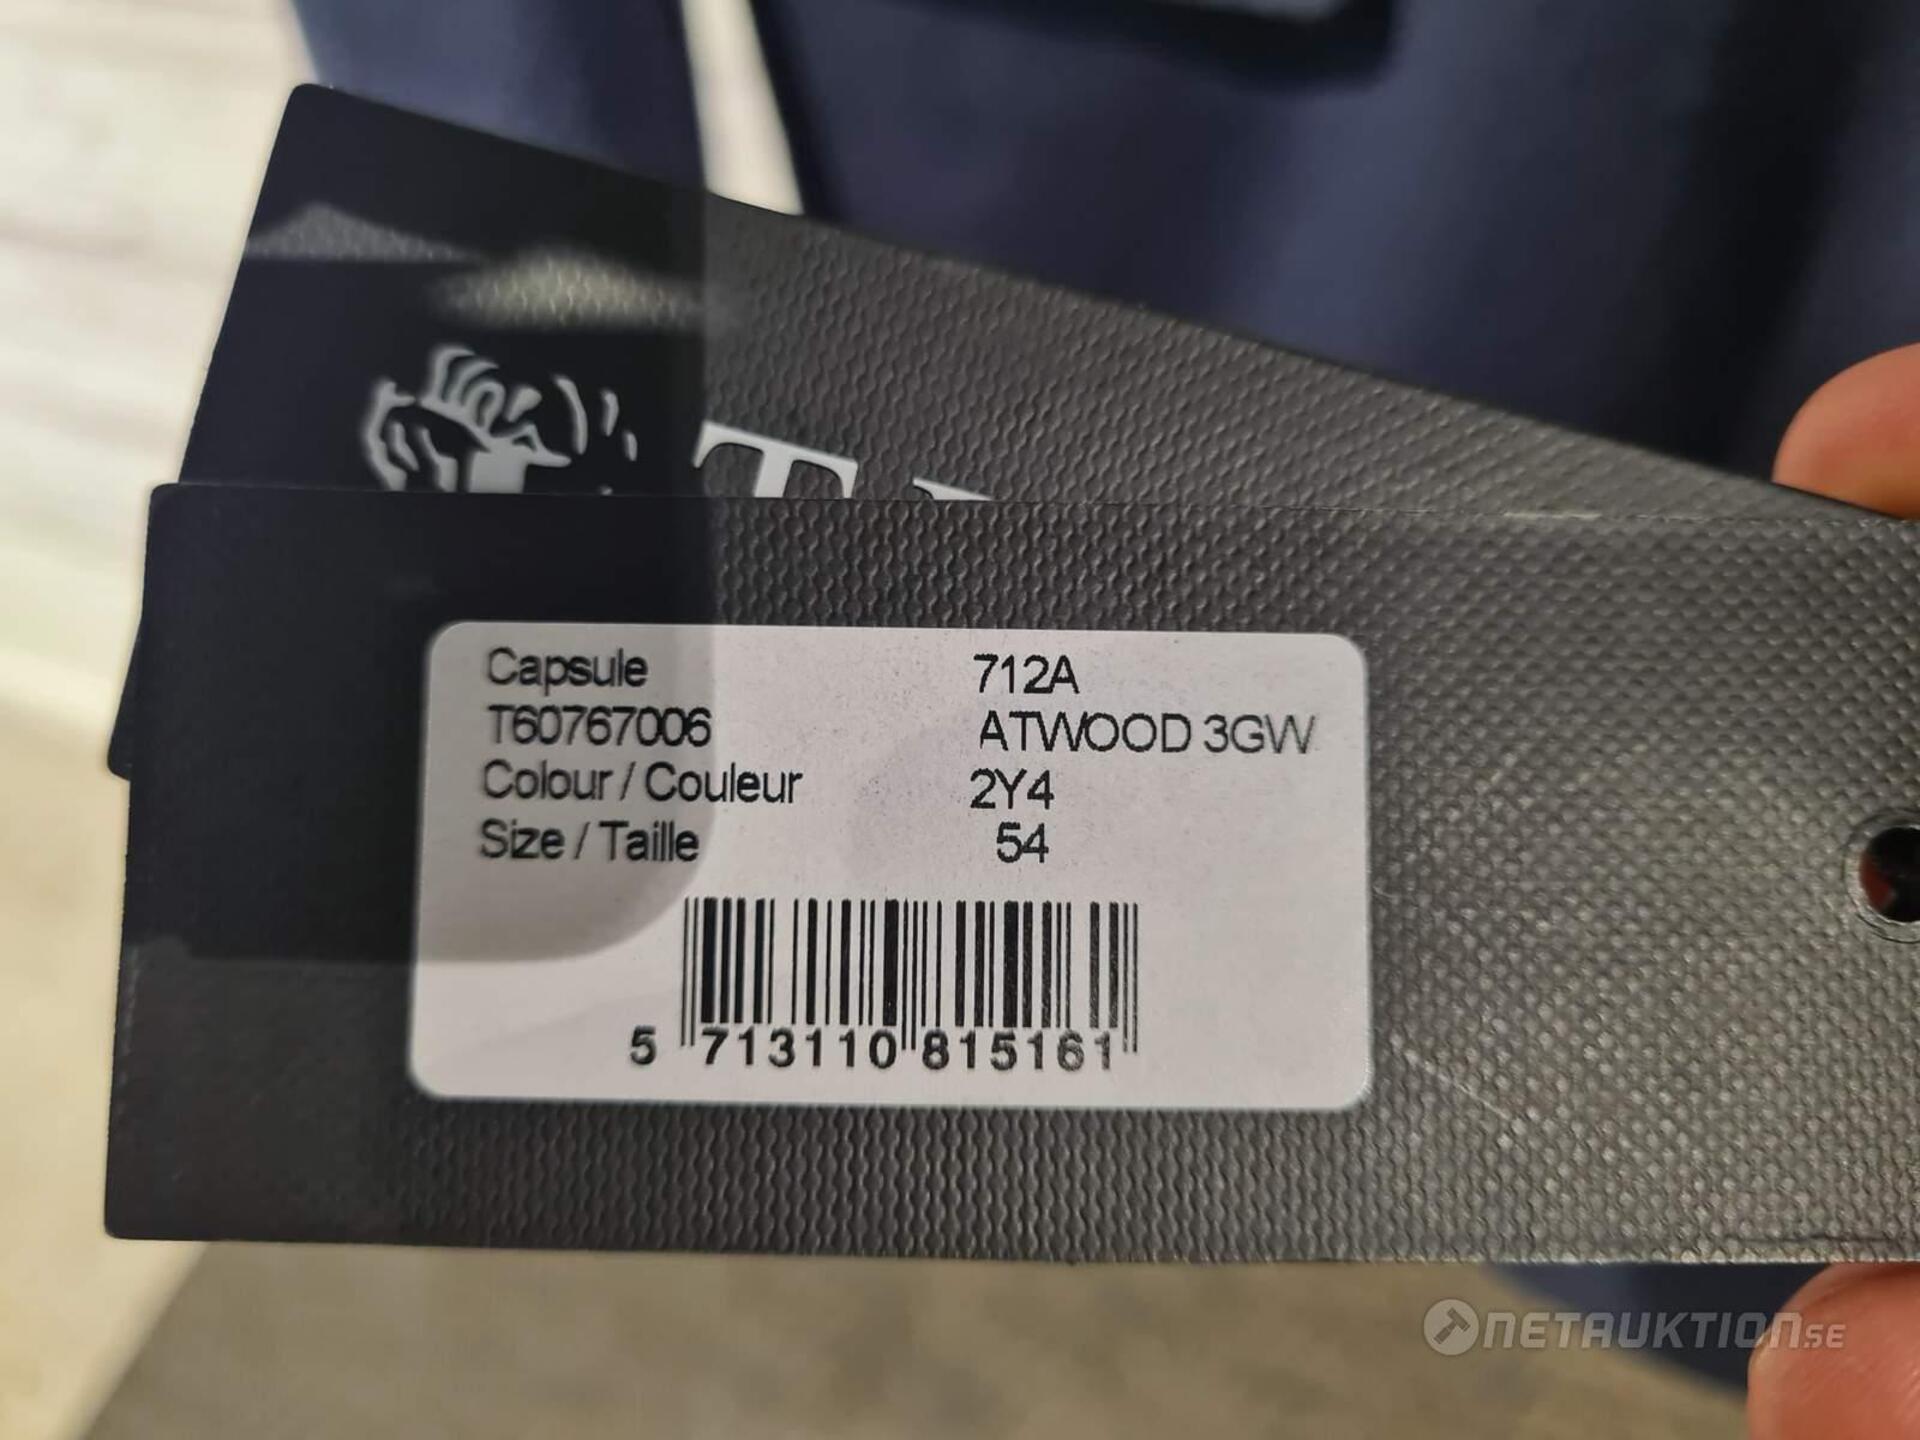 Capsule 712A
T60767006 ATWOOD 3GW
Colour / Couleur 2Y4
Size / Taille 54
5 713110 815161
NETAUKTION.SE